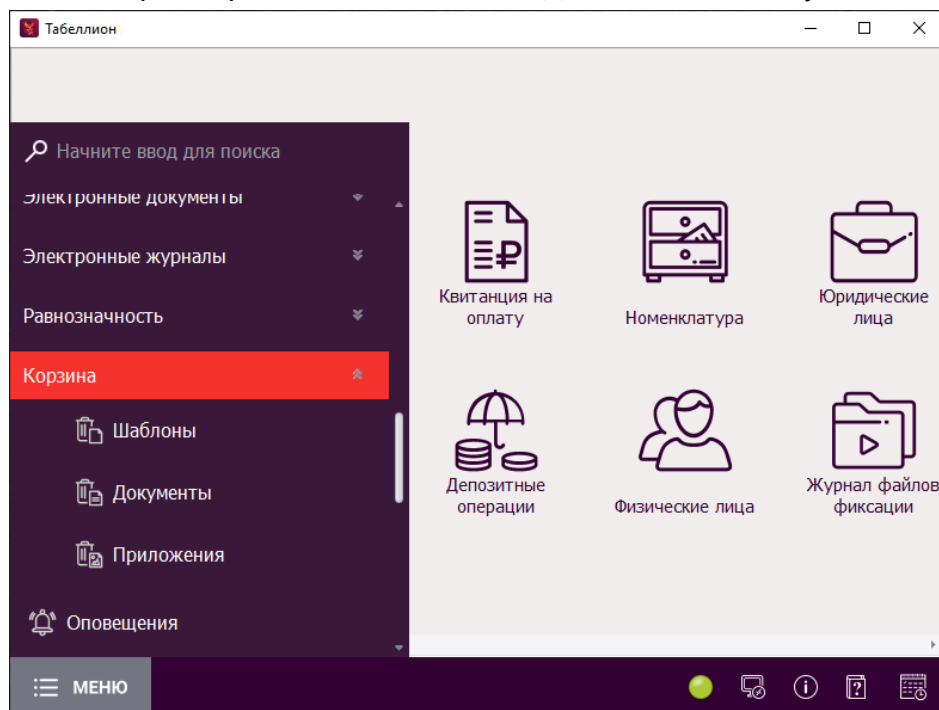 Табеллион
Начните ввод для поиска
Электронные документы
Электронные журналы
Равнозначность
Корзина
Шаблоны
Документы
Приложения
Оповещения
МЕНЮ
Квитанция на
оплату
Номенклатура
Юридические
лица
Депозитные
операции
Физические лица
Журнал файлов
фиксации